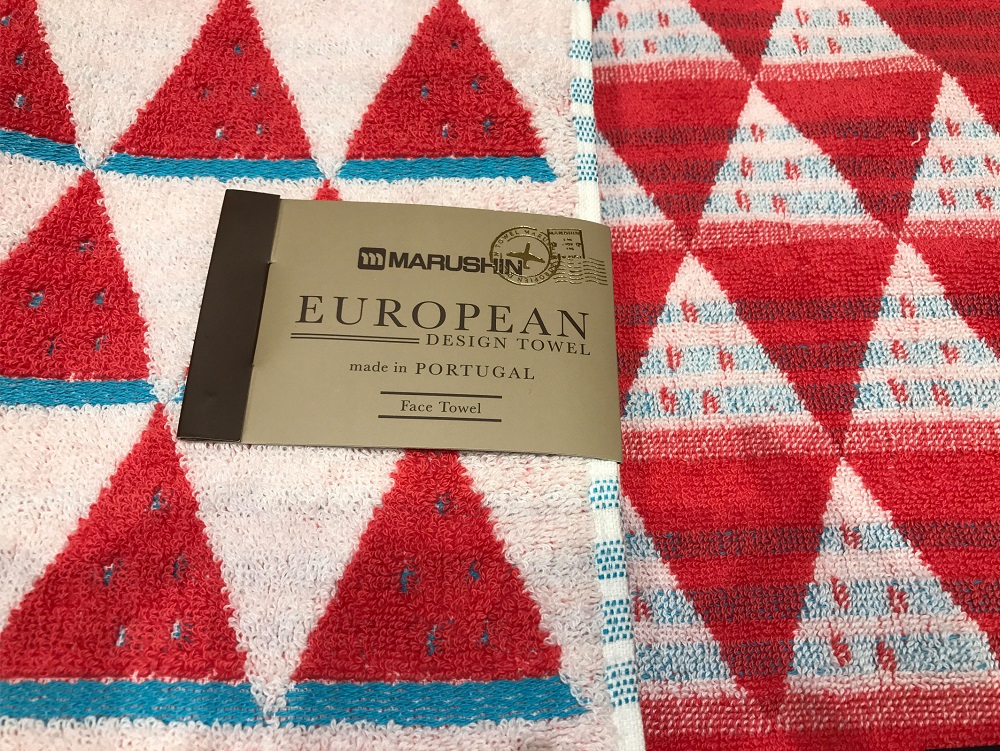 MARUSHIN
EUROPEAN
DESIGN TOWEL
made in PORTUGAL
Face Towel